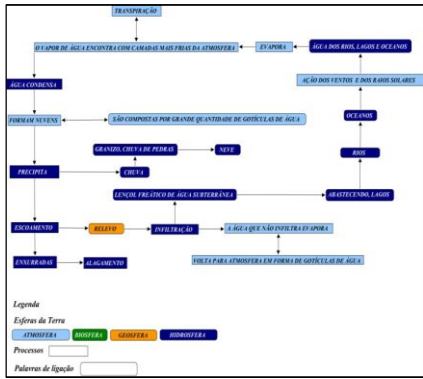 TRANSPIRAÇÃO
O VAPOR DE ÁGUA ENCONTRA COM CAMADAS MAIS FRIAS DA ATMOSFERA
EVAPORA
ÁGUA DOS RIOS, LAGOS E OCEANOS
ÁGUA CONDENSA
AÇÃO DOS VENTOS E DOS RAIOS SOLARES
FORMAM NUVENS
SÃO COMPOSTAS POR GRANDE QUANTIDADE DE GOTÍCULAS DE ÁGUA
OCEANOS
GRANIZO, CHUVA DE PEDRAS
NEVE
RIOS
PRECIPITA
CHUVA
LENÇOL FREÁTICO DE ÁGUA SUBTERRÂNEA
ABASTECENDO, LAGOS
ESCOAMENTO
RELEVO
INFILTRAÇÃO
A ÁGUA QUE NÃO INFILTRA EVAPORA
ENXURRADAS
ALAGAMENTO
VOLTA PARA ATMOSFERA EM FORMA DE GOTÍCULAS DE ÁGUA
Legenda
Esferas da Terra
ATMOSFERA
BIOSFERA
GEOSFERA
HIDROSFERA
Processos
Palavras de ligação